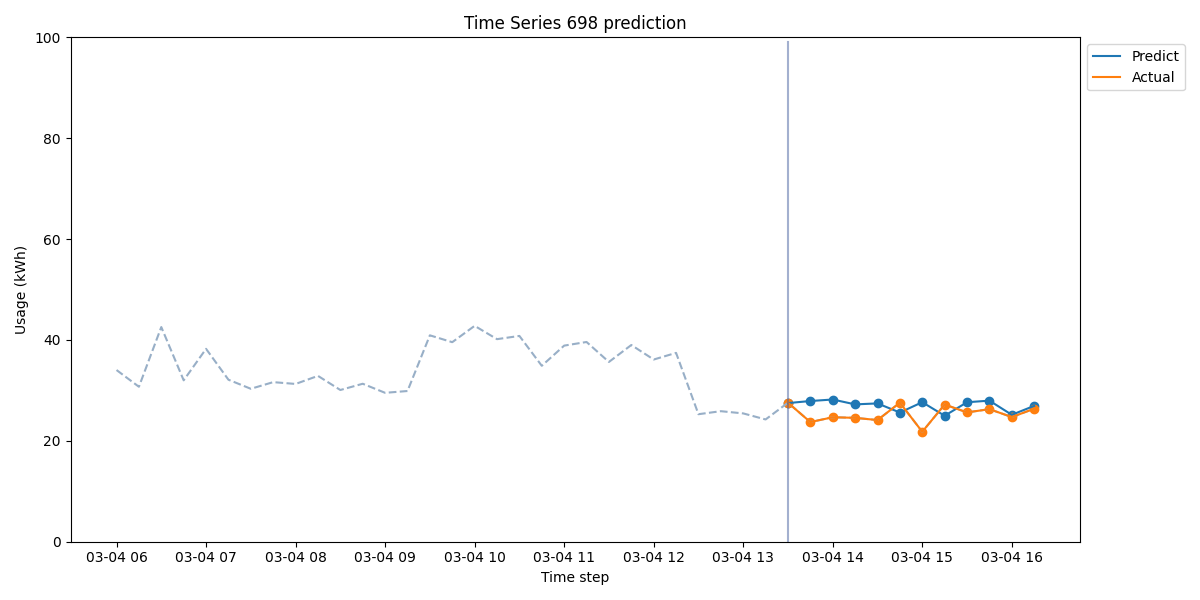 Time Series 698 prediction
100
80
60
40
20
0
Usage (kWh)
03-04 06 03-04 07 03-04 08 03-04 09 03-04 10 03-04 11 03-04 12 03-04 13 03-04 14 03-04 15 03-04 16
Time step
Predict
Actual